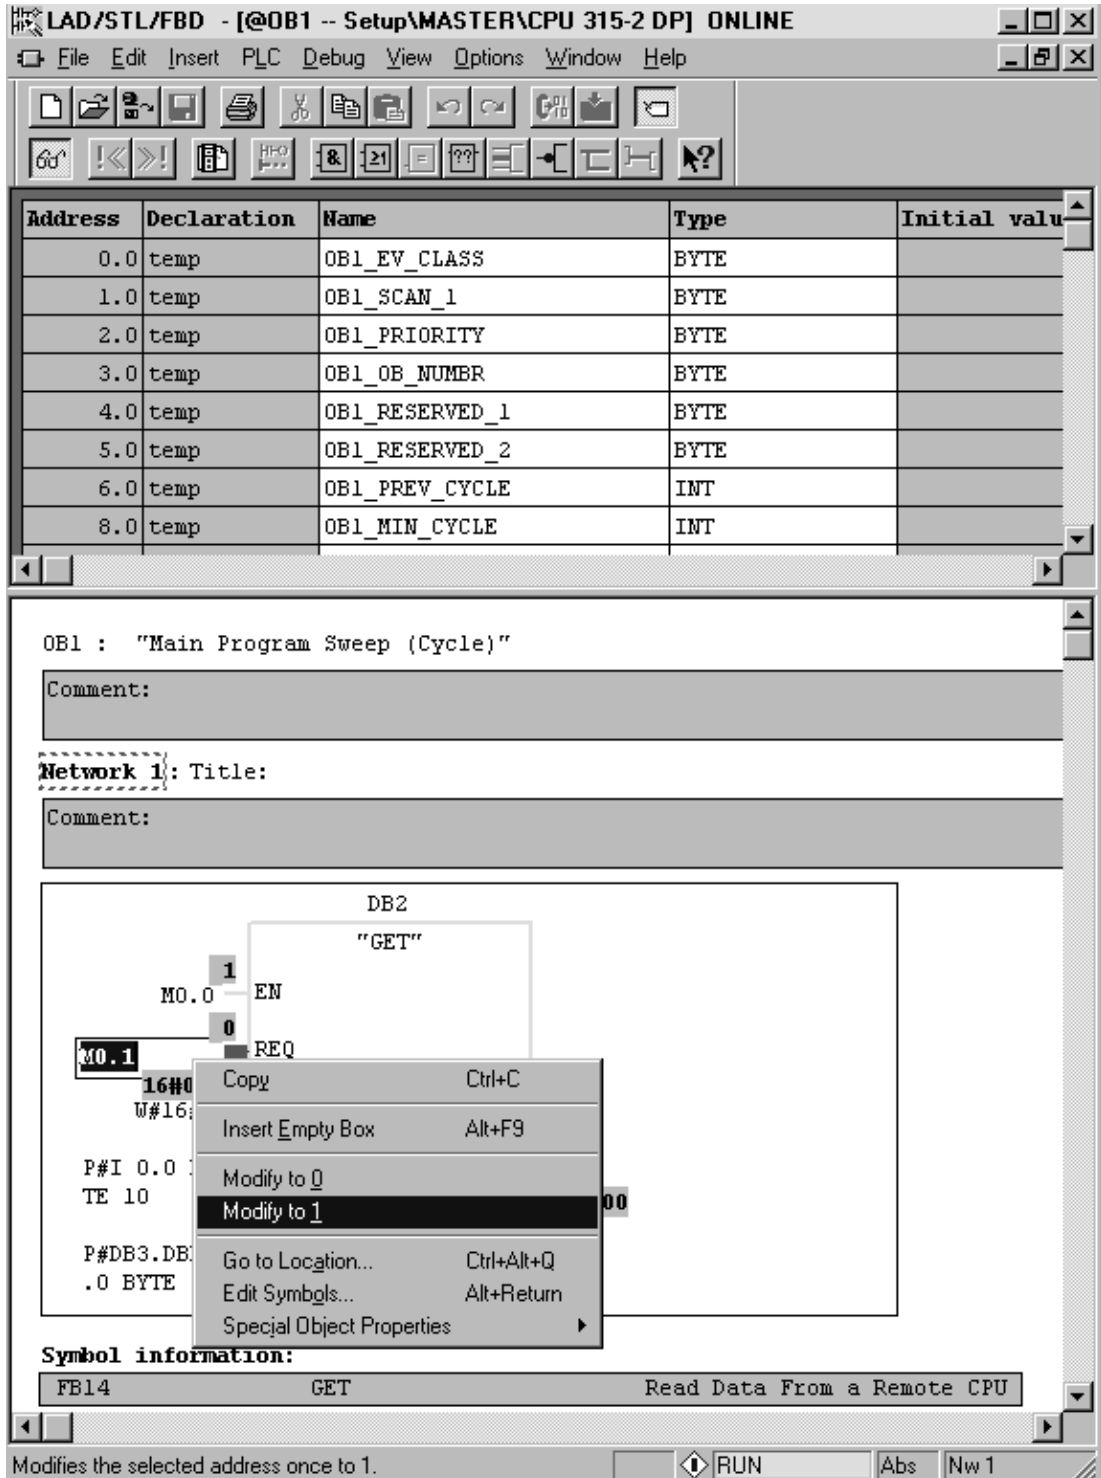 LAD/STL/FBD - [@OB1 -- Setup\MASTER\CPU 315-2 DP] ONLINE
File Edit Insert PLC Debug View Options Window Help
Address Declaration Name Type Initial valu
0.0 temp OB1_EV_CLASS BYTE
1.0 temp OB1_SCAN_1 BYTE
2.0 temp OB1_PRIORITY BYTE
3.0 temp OB1_OB_NUMBR BYTE
4.0 temp OB1_RESERVED_1 BYTE
5.0 temp OB1_RESERVED_2 BYTE
6.0 temp OB1_PREV_CYCLE INT
8.0 temp OB1_MIN_CYCLE INT
OB1 : "Main Program Sweep (Cycle)"
Comment:
Network 1: Title:
Comment:
DB2
"GET"
1
M0.0 EN
0
M0.1 REQ
16#0
W#16
P#I 0.0
TE 10
00
P#DB3.DB
.0 BYTE
Copy Ctrl+C
Insert Empty Box Alt+F9
Modify to 0
Modify to 1
Go to Location... Ctrl+Alt+Q
Edit Symbols... Alt+Return
Special Object Properties
Symbol information:
FB14 GET Read Data From a Remote CPU
Modifies the selected address once to 1. RUN Abs Nw 1